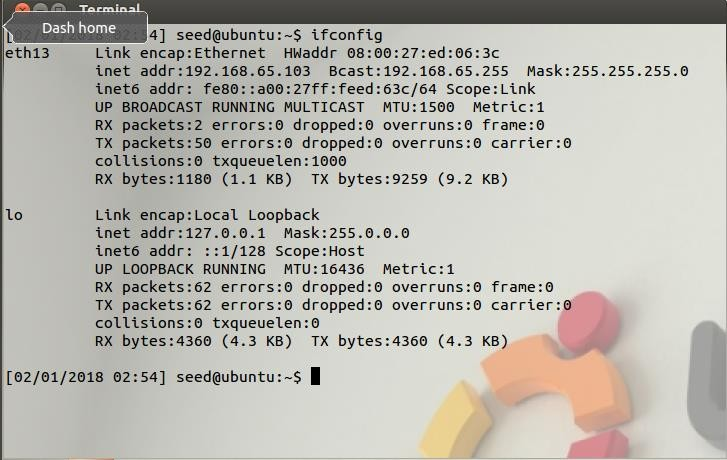 Terminal
Dash home
[02/01/2018 02:54] seed@ubuntu:~$ ifconfig
eth13     Link encap:Ethernet  HWaddr 08:00:27:ed:06:3c
          inet addr:192.168.65.103  Bcast:192.168.65.255  Mask:255.255.255.0
          inet6 addr: fe80::a00:27ff:feed:63c/64 Scope:Link
          UP BROADCAST RUNNING MULTICAST  MTU:1500  Metric:1
          RX packets:2 errors:0 dropped:0 overruns:0 frame:0
          TX packets:50 errors:0 dropped:0 overruns:0 carrier:0
          collisions:0 txqueuelen:1000
          RX bytes:1180 (1.1 KB)  TX bytes:9259 (9.2 KB)
lo        Link encap:Local Loopback
          inet addr:127.0.0.1  Mask:255.0.0.0
          inet6 addr: ::1/128 Scope:Host
          UP LOOPBACK RUNNING  MTU:16436  Metric:1
          RX packets:62 errors:0 dropped:0 overruns:0 frame:0
          TX packets:62 errors:0 dropped:0 overruns:0 carrier:0
          collisions:0 txqueuelen:0
          RX bytes:4360 (4.3 KB)  TX bytes:4360 (4.3 KB)
[02/01/2018 02:54] seed@ubuntu:~$